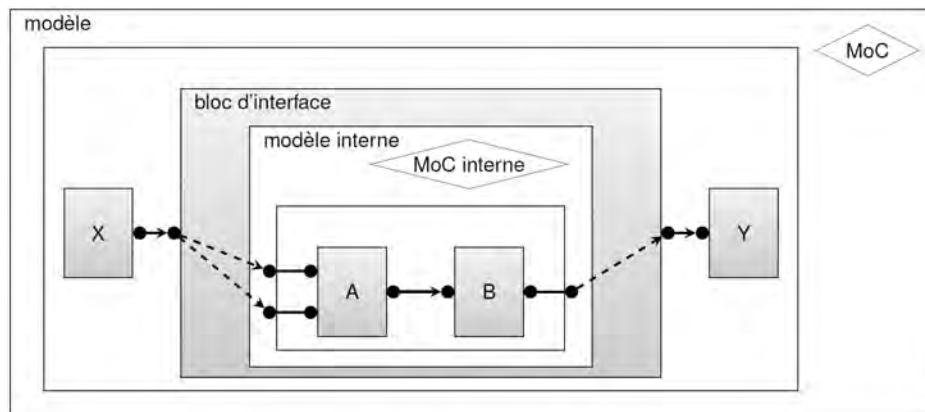 modèle
MoC
bloc d'interface
modèle interne
MoC interne
X
A
B
Y